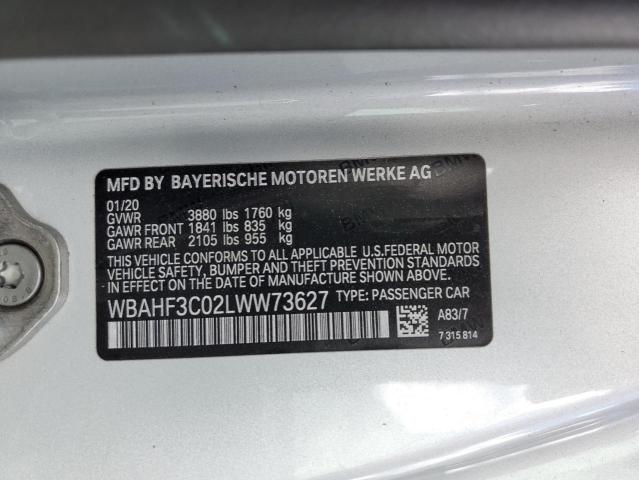 MFD BY BAYERISCHE MOTOREN WERKE AG
01/20
GVWR 3880 lbs 1760 kg
GAWR FRONT 1841 lbs 835 kg
GAWR REAR 2105 lbs 955 kg
THIS VEHICLE CONFORMS TO ALL APPLICABLE U.S.FEDERAL MOTOR
VEHICLE SAFETY, BUMPER AND THEFT PREVENTION STANDARDS
IN EFFECT ON THE DATE OF MANUFACTURE SHOWN ABOVE.
WBAHF3C02LWW73627 TYPE: PASSENGER CAR
A83/7
7 315 814